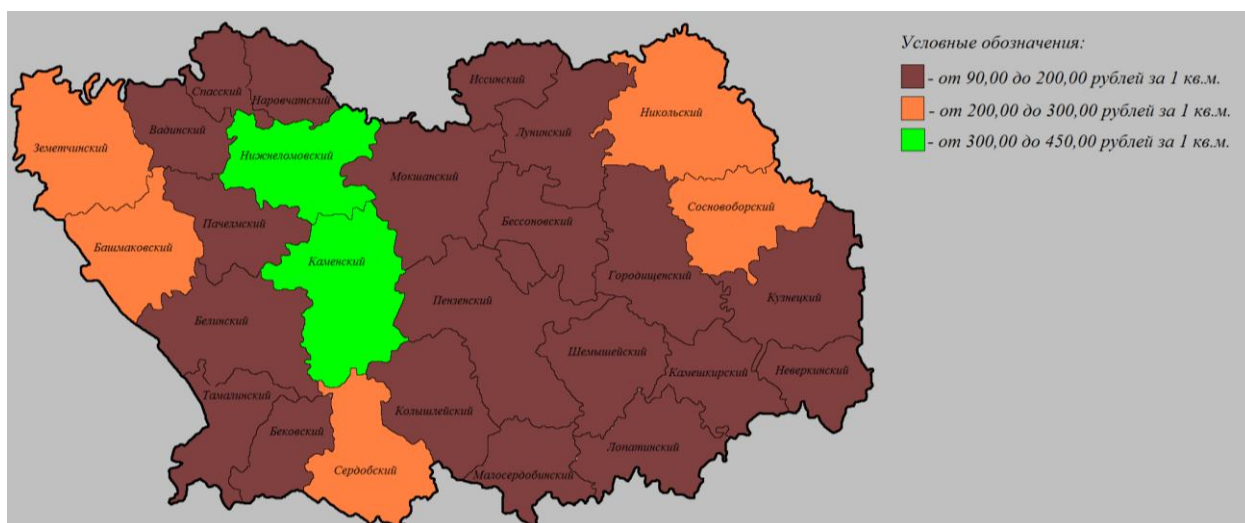 Условные обозначения:
- от 90,00 до 200,00 рублей за 1 кв.м.
- от 200,00 до 300,00 рублей за 1 кв.м.
- от 300,00 до 450,00 рублей за 1 кв.м.
Иссинский
Спасский
Наровчатский
Никольский
Вадинский
Лунинский
Земетчинский
Нижнеломовский
Мокшанский
Сосновоборский
Пачелмский
Бессоновский
Башмаковский
Каменский
Городищенский
Пензенский
Кузнецкий
Белинский
Шемышейский
Камешкирский
Неверкинский
Тамалинский
Колышлейский
Бековский
Лопатинский
Сердобский
Малосердобинский